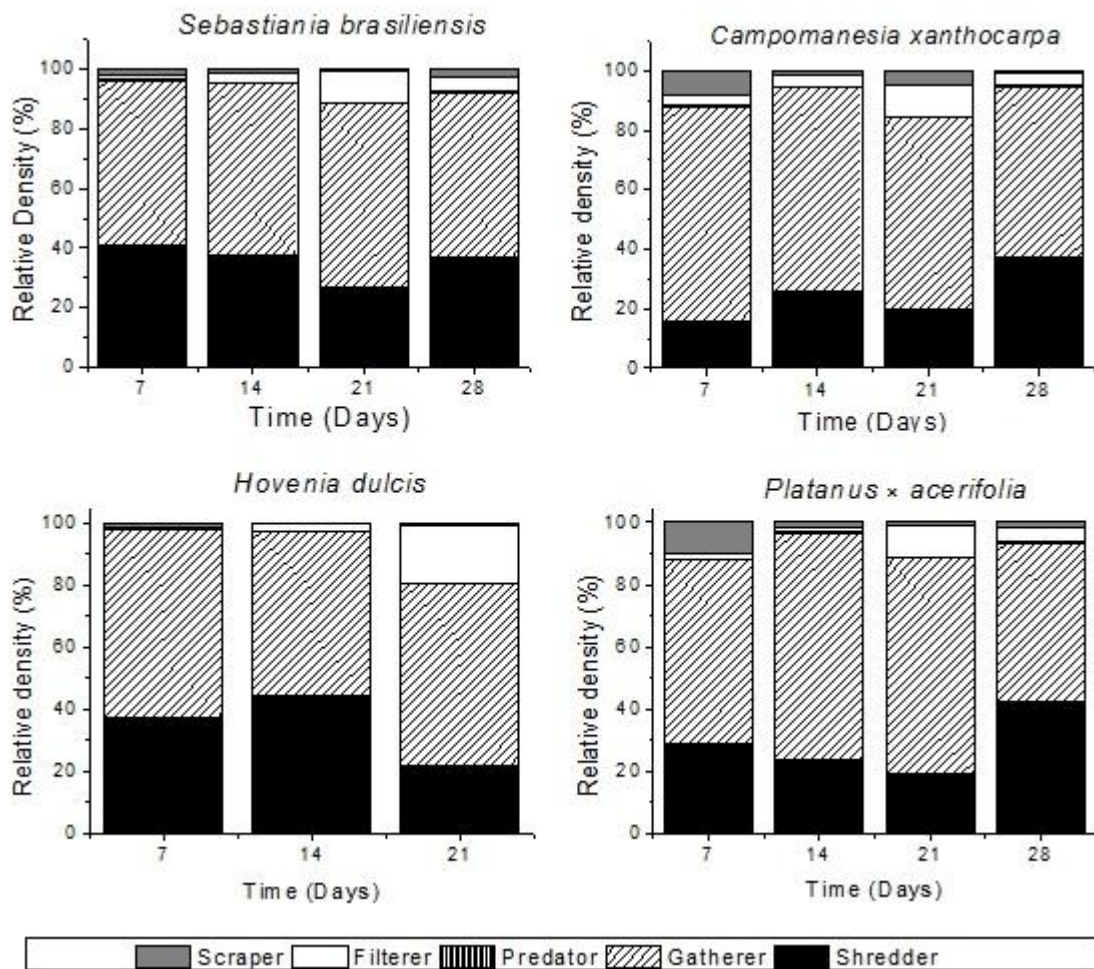 Sebastiania brasiliensis
Relative Density (%)
100
80
60
40
20
0
7 14 21 28
Time (Days)
Campomanesia xanthocarpa
Relative density (%)
100
80
60
40
20
0
7 14 21 28
Time (Days)
Hovenia dulcis
Relative density (%)
100
80
60
40
20
0
7 14 21
Time (Days)
Platanus × acerifolia
Relative density (%)
100
80
60
40
20
0
7 14 21 28
Time (Days)
Scraper Filterer Predator Gatherer Shredder